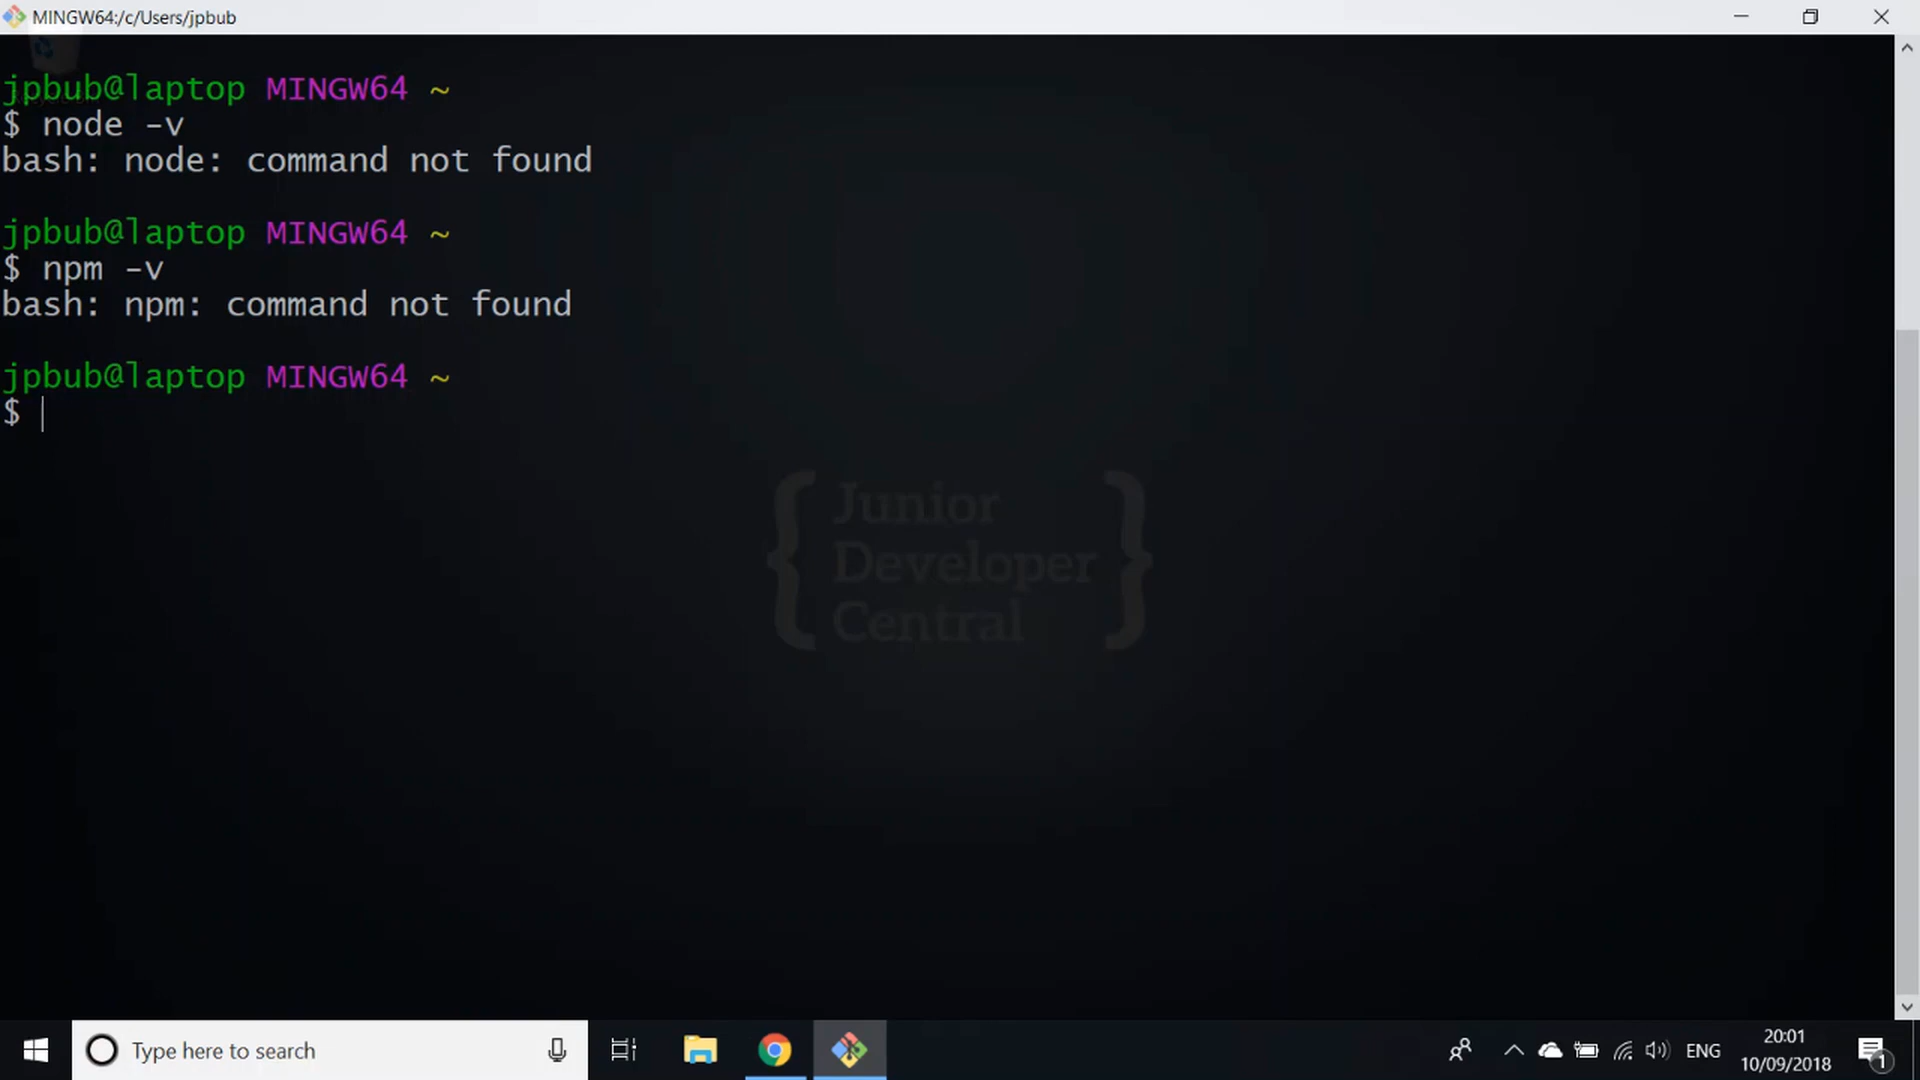 MINGW64:/c/Users/jpbub
jpbub@laptop MINGW64 ~
$ node -v
bash: node: command not found
jpbub@laptop MINGW64 ~
$ npm -v
bash: npm: command not found
jpbub@laptop MINGW64 ~
$
{ Junior
Developer
Central }
Type here to search
ENG
20:01
10/09/2018
1